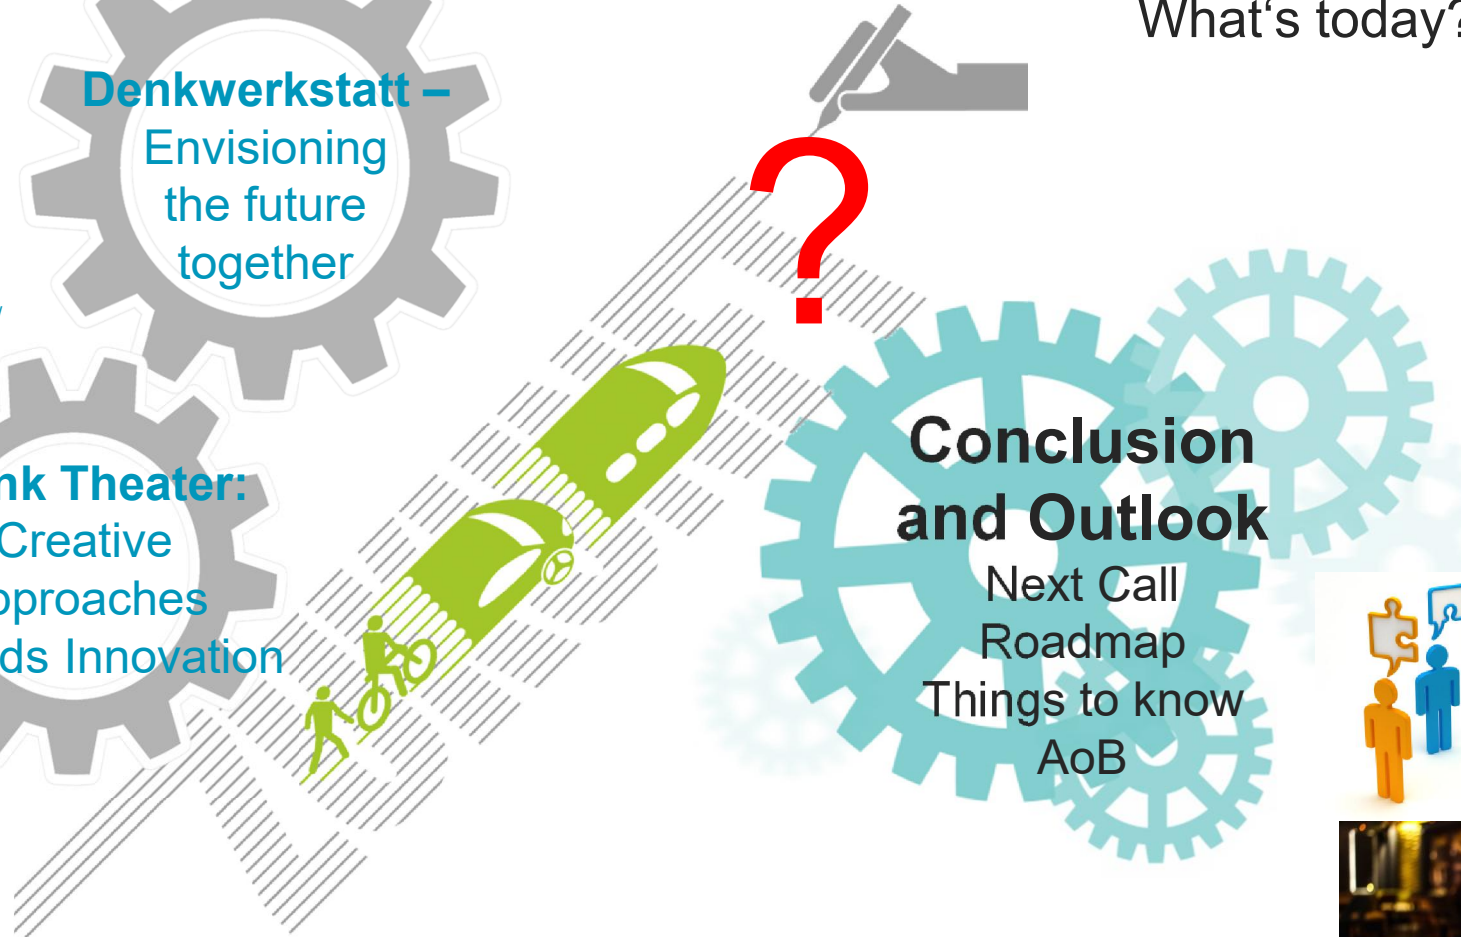 What‘s today?
Denkwerkstatt –
Envisioning
the future
together
?
nk Theater:
Creative
pproaches
ds Innovation
Conclusion
and Outlook
Next Call
Roadmap
Things to know
AoB